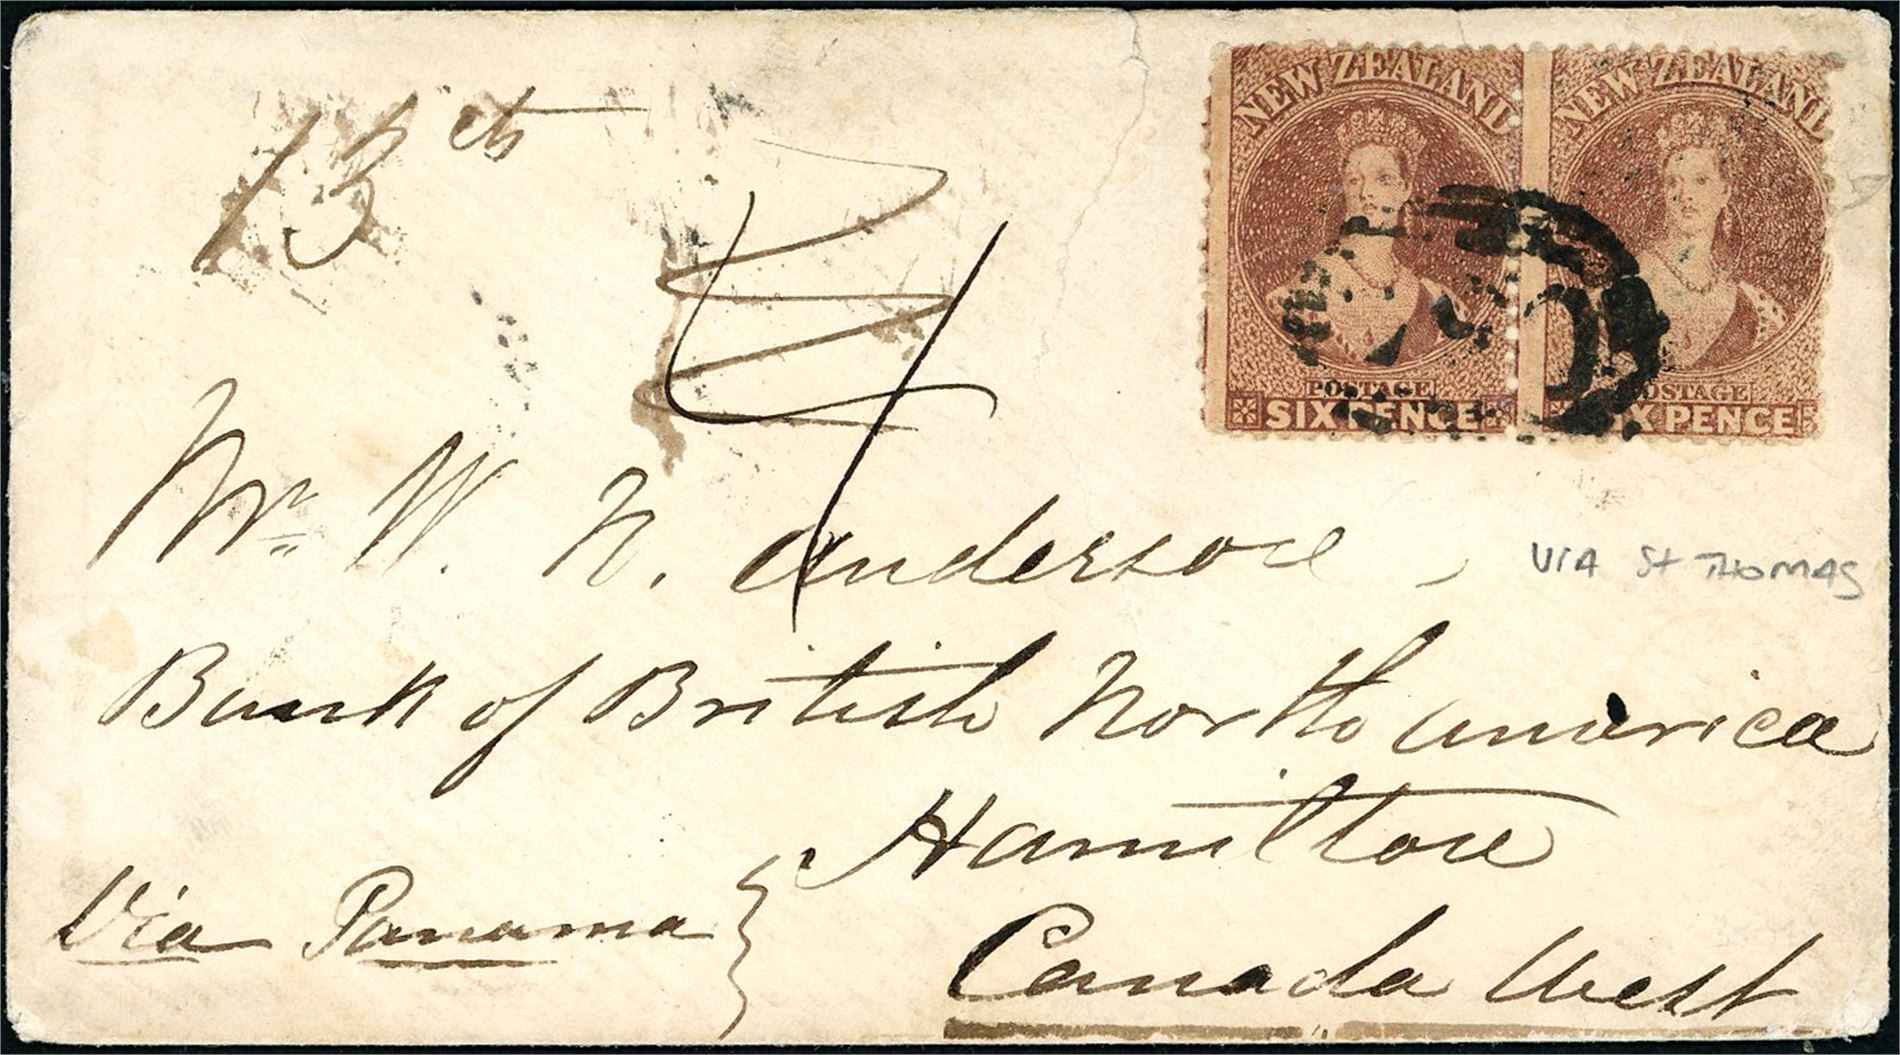 NEW ZEALAND
POSTAGE
SIX PENCE
NEW ZEALAND
POSTAGE
SIX PENCE
13 cts
4
Mr. W. N. Anderson,
VIA St THOMAS
Bank of British North America
Hamilton
Via Panama
Canada West